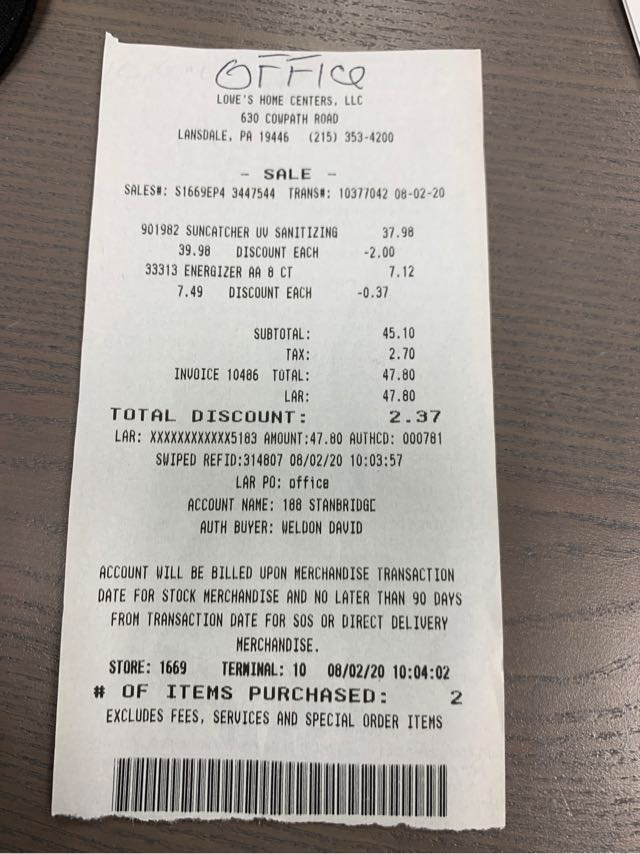 OFFICE
LOWE'S HOME CENTERS, LLC
630 COWPATH ROAD
LANSDALE, PA 19446 (215) 353-4200
- SALE -
SALES#: S1669EP4 3447544 TRANS#: 10377042 08-02-20
901982 SUNCATCHER UV SANITIZING 37.98
39.98 DISCOUNT EACH -2.00
33313 ENERGIZER AA 8 CT 7.12
7.49 DISCOUNT EACH -0.37
SUBTOTAL: 45.10
TAX: 2.70
INVOICE 10486 TOTAL: 47.80
LAR: 47.80
TOTAL DISCOUNT: 2.37
LAR: XXXXXXXXXXXX5183 AMOUNT:47.80 AUTHCD: 000781
SWIPED REFID:314807 08/02/20 10:03:57
LAR PO: office
ACCOUNT NAME: 188 STANBRIDGE
AUTH BUYER: WELDON DAVID
ACCOUNT WILL BE BILLED UPON MERCHANDISE TRANSACTION
DATE FOR STOCK MERCHANDISE AND NO LATER THAN 90 DAYS
FROM TRANSACTION DATE FOR SOS OR DIRECT DELIVERY
MERCHANDISE.
STORE: 1669 TERMINAL: 10 08/02/20 10:04:02
# OF ITEMS PURCHASED: 2
EXCLUDES FEES, SERVICES AND SPECIAL ORDER ITEMS